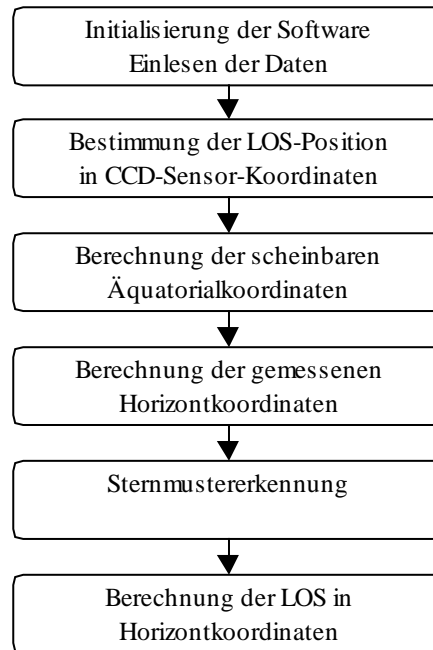 Initialisierung der Software
Einlesen der Daten
Bestimmung der LOS-Position
in CCD-Sensor-Koordinaten
Berechnung der scheinbaren
Äquatorialkoordinaten
Berechnung der gemessenen
Horizontkoordinaten
Sternmustererkennung
Berechnung der LOS in
Horizontkoordinaten